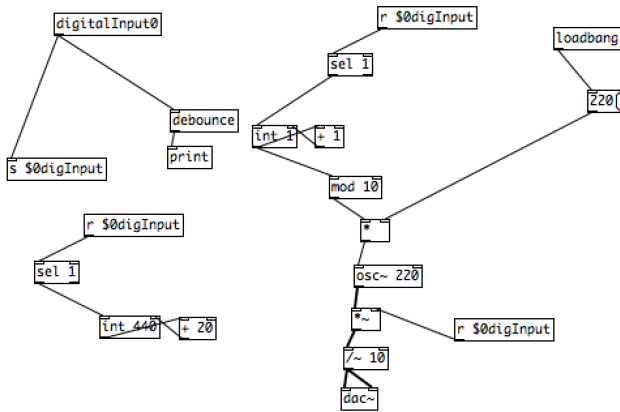 digitalInput0
r $0digInput
loadbang
sel 1
220
debounce
int 1
+ 1
print
s $0digInput
mod 10
r $0digInput
*
sel 1
osc~ 220
int 440
+ 20
*~
r $0digInput
/~ 10
dac~